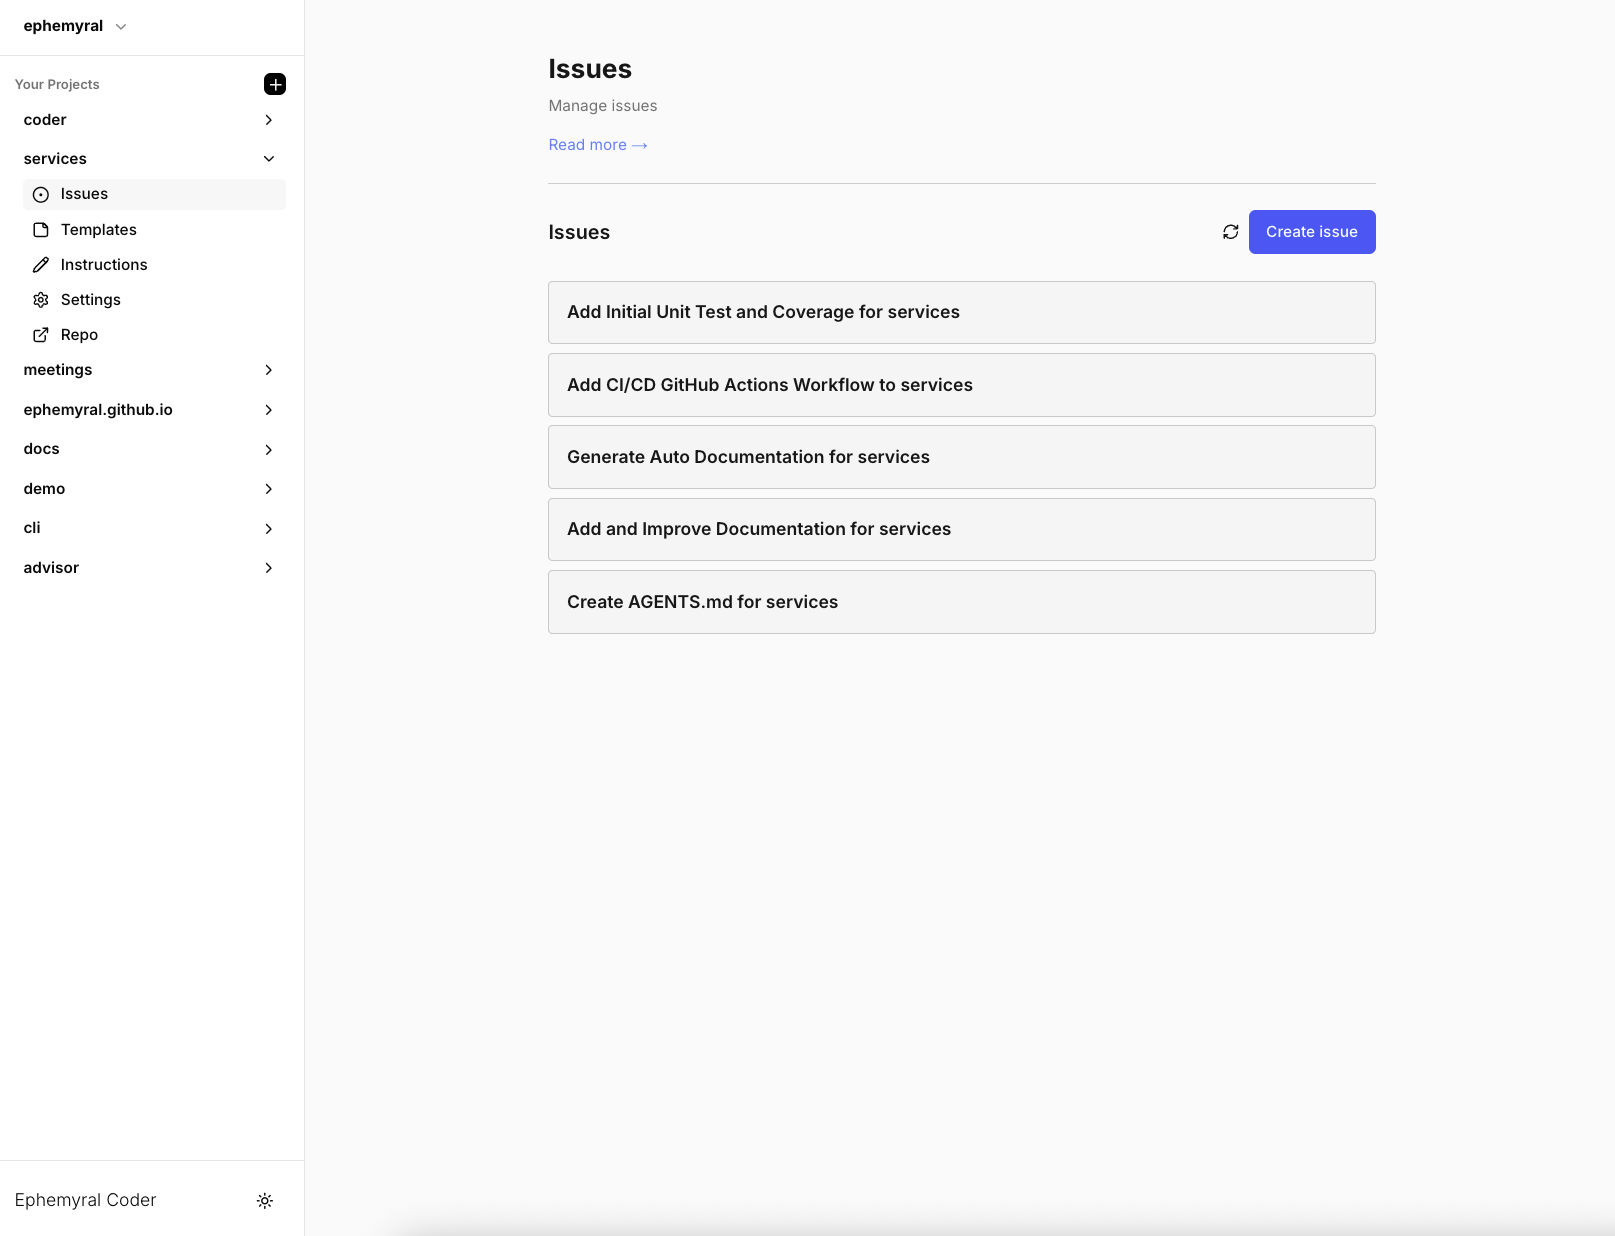 ephemyral
Your Projects
coder
services
Issues
Templates
Instructions
Settings
Repo
meetings
ephemyral.github.io
docs
demo
cli
advisor
Ephemyral Coder
Issues
Manage issues
Read more →
Issues
Create issue
Add Initial Unit Test and Coverage for services
Add CI/CD GitHub Actions Workflow to services
Generate Auto Documentation for services
Add and Improve Documentation for services
Create AGENTS.md for services